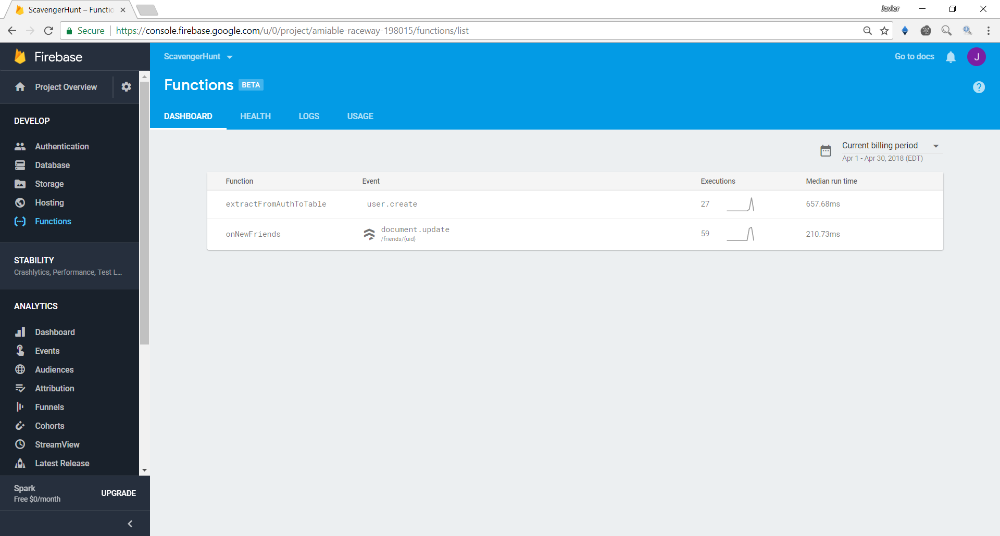 ScavengerHunt – Functio
Javier
Secure
https://console.firebase.google.com/u/0/project/amiable-raceway-198015/functions/list
Firebase
Project Overview
DEVELOP
Authentication
Database
Storage
Hosting
Functions
STABILITY
Crashlytics, Performance, Test L...
ANALYTICS
Dashboard
Events
Audiences
Attribution
Funnels
Cohorts
StreamView
Latest Release
Spark
Free $0/month
UPGRADE
ScavengerHunt
Go to docs
J
Functions BETA
?
DASHBOARD HEALTH LOGS USAGE
Current billing period
Apr 1 - Apr 30, 2018 (EDT)
Function Event Executions Median run time
extractFromAuthToTable user.create 27 657.68ms
onNewFriends document.update 59 210.73ms
/friends/{uid}